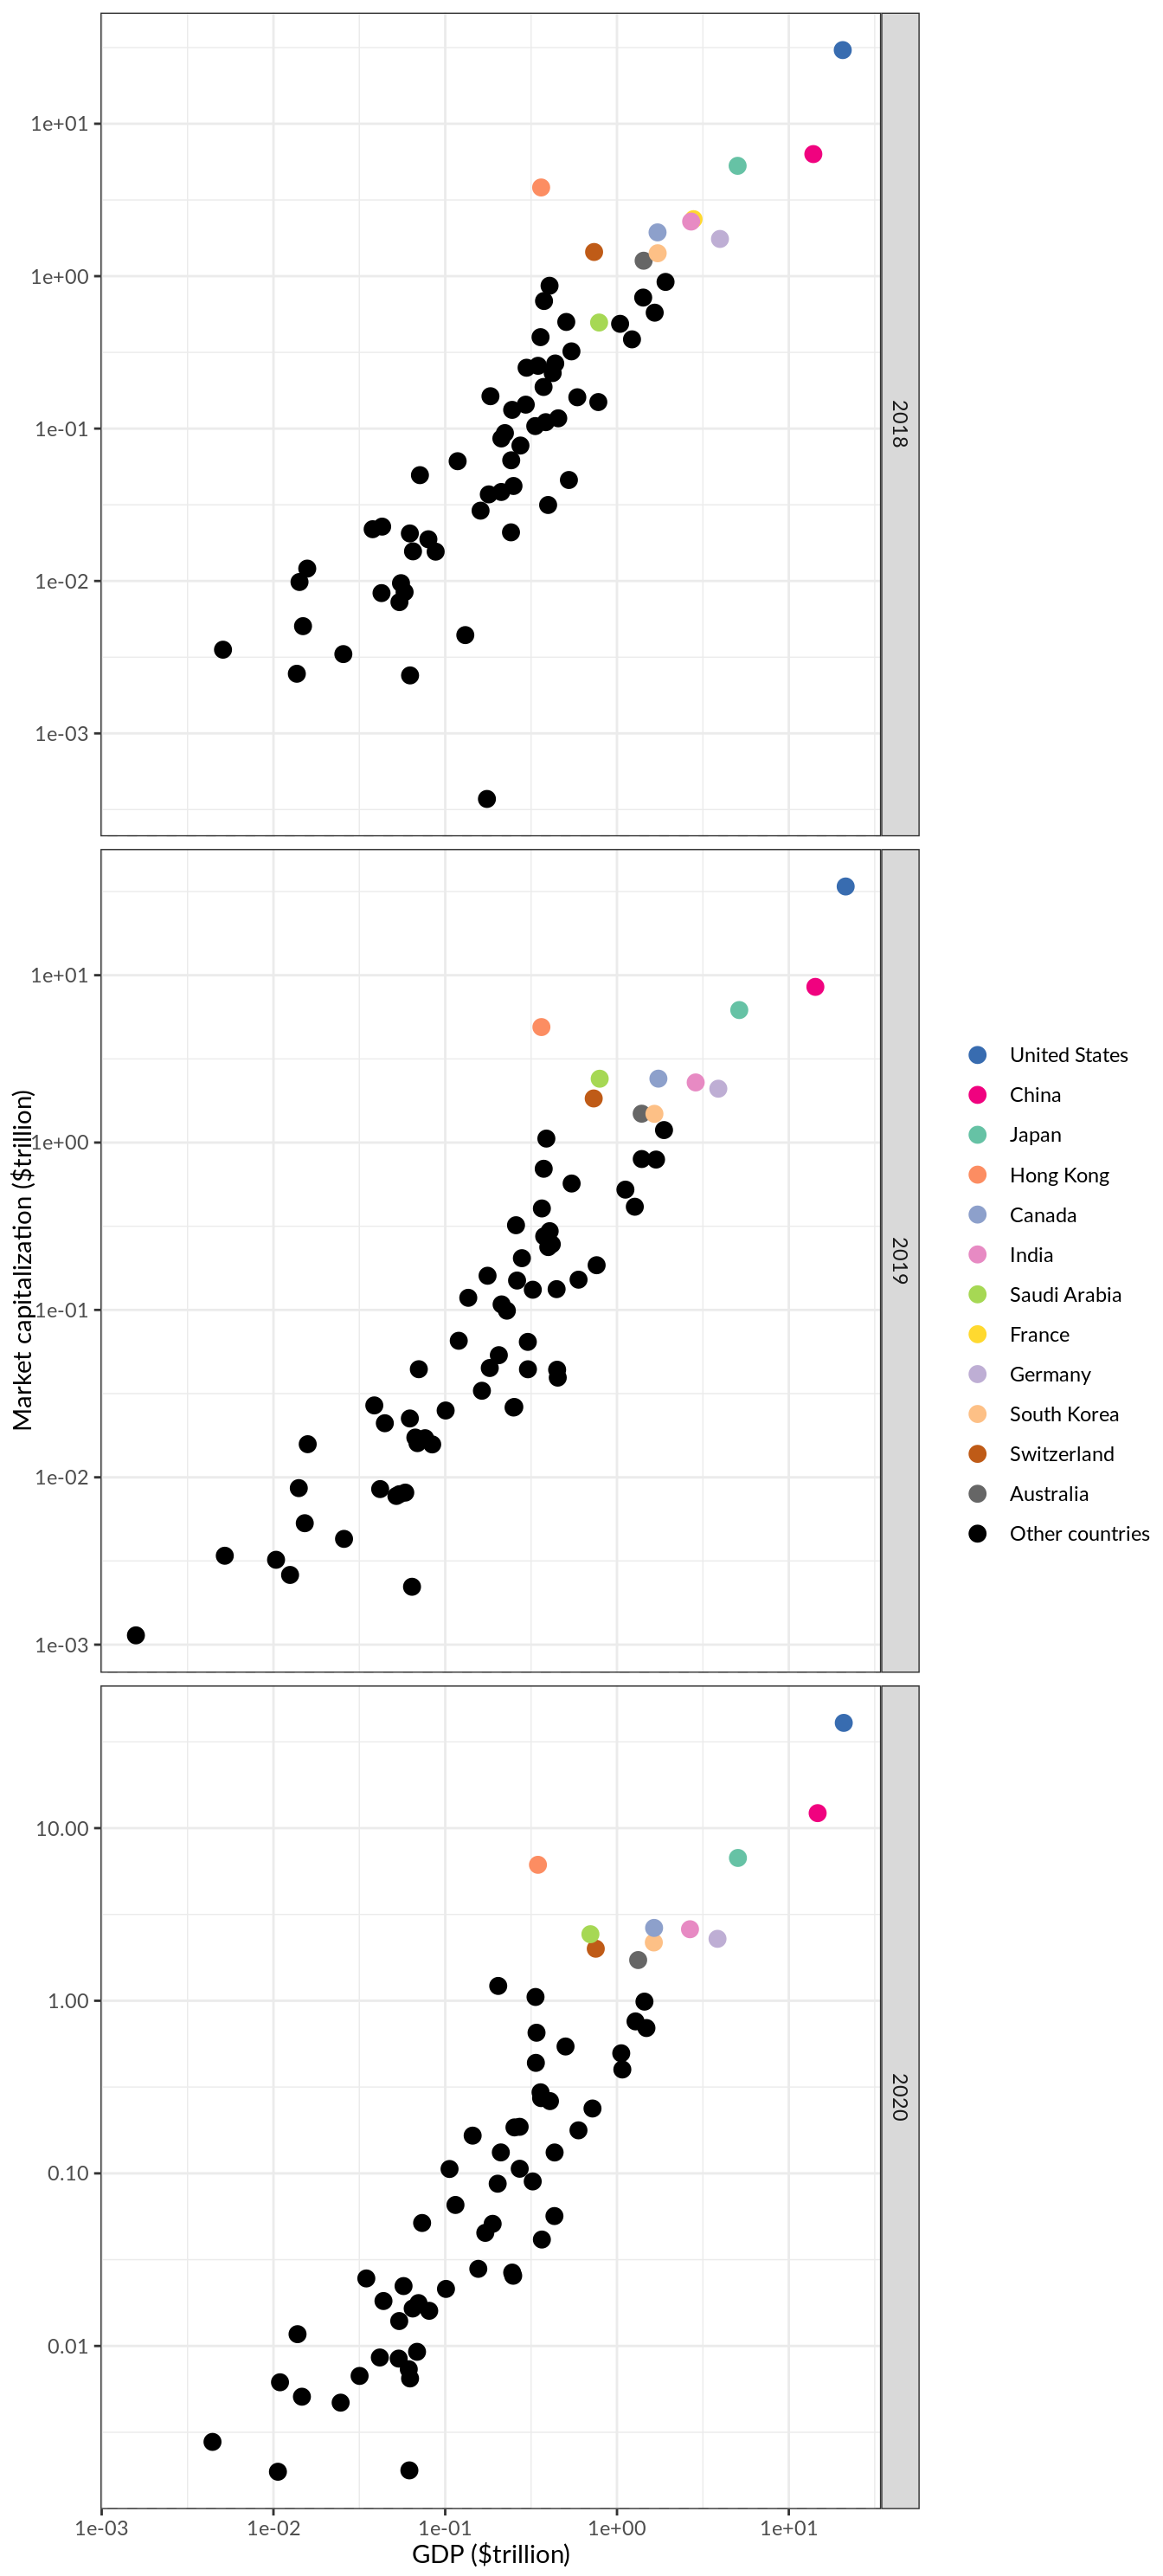 1e+01
1e+00
1e-01
1e-02
1e-03
2018
1e+01
1e+00
1e-01
1e-02
1e-03
2019
Market capitalization ($trillion)
United States
China
Japan
Hong Kong
Canada
India
Saudi Arabia
France
Germany
South Korea
Switzerland
Australia
Other countries
10.00
1.00
0.10
0.01
2020
1e-03 1e-02 1e-01 1e+00 1e+01
GDP ($trillion)